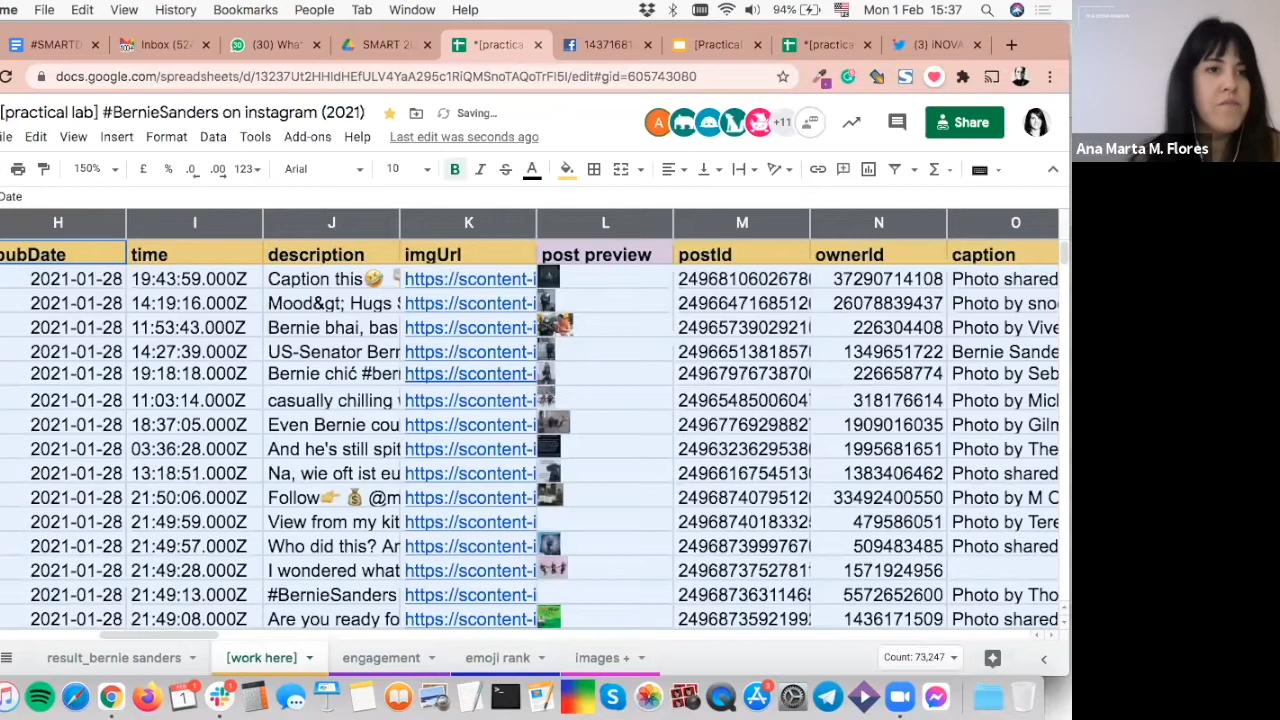 me File Edit View History Bookmarks People Tab Window Help 94% Mon 1 Feb 15:37
#SMARTD Inbox (524 (30) What SMART 20 *[practica 14371681 [Practical *[practica (3) iNOVA
docs.google.com/spreadsheets/d/13237Ut2HHIdHEfULV4YaA295c1RiQMSnoTAQoTrFI5I/edit#gid=605743080
[practical lab] #BernieSanders on instagram (2021) Saving... A +11 Share
ile Edit View Insert Format Data Tools Add-ons Help Last edit was seconds ago
150% £ % .0 .00 123 Arial 10 B I S A
Date
H I J K L M N O
pubDate time description imgUrl post preview postId ownerId caption
2021-01-28 19:43:59.000Z Caption this🤣 https://scontent-i 2496810602678 37290714108 Photo shared
2021-01-28 14:19:16.000Z Mood&gt; Hugs S https://scontent-i 2496647168512 26078839437 Photo by snoo
2021-01-28 11:53:43.000Z Bernie bhai, bas https://scontent-i 2496573902921 226304408 Photo by Vive
2021-01-28 14:27:39.000Z US-Senator Bern https://scontent-i 2496651381857 1349651722 Bernie Sande
2021-01-28 19:18:18.000Z Bernie chić #ber https://scontent-i 2496797673870 226658774 Photo by Seb
2021-01-28 11:03:14.000Z casually chilling https://scontent-i 2496548500604 318176614 Photo by Mich
2021-01-28 18:37:05.000Z Even Bernie cou https://scontent-i 2496776929882 1909016035 Photo by Gilm
2021-01-28 03:36:28.000Z And he's still spit https://scontent-i 2496323629538 1995681651 Photo by The
2021-01-28 13:18:51.000Z Na, wie oft ist eu https://scontent-i 2496616754513 1383406462 Photo shared
2021-01-28 21:50:06.000Z Follow👉 💰 @m https://scontent-i 2496874079512 33492400550 Photo by M C
2021-01-28 21:49:59.000Z View from my kit https://scontent-i 2496874018332 479586051 Photo by Tere
2021-01-28 21:49:57.000Z Who did this? Ar https://scontent-i 2496873999767 509483485 Photo shared
2021-01-28 21:49:28.000Z I wondered what https://scontent-i 2496873752781 1571924956
2021-01-28 21:49:13.000Z #BernieSanders https://scontent-i 2496873631146 5572652600 Photo by Tho
2021-01-28 21:49:08.000Z Are you ready fo https://scontent-i 2496873592199 1436171509 Photo shared
result_bernie sanders [work here] engagement emoji rank images + Count: 73,247
Ana Marta M. Flores